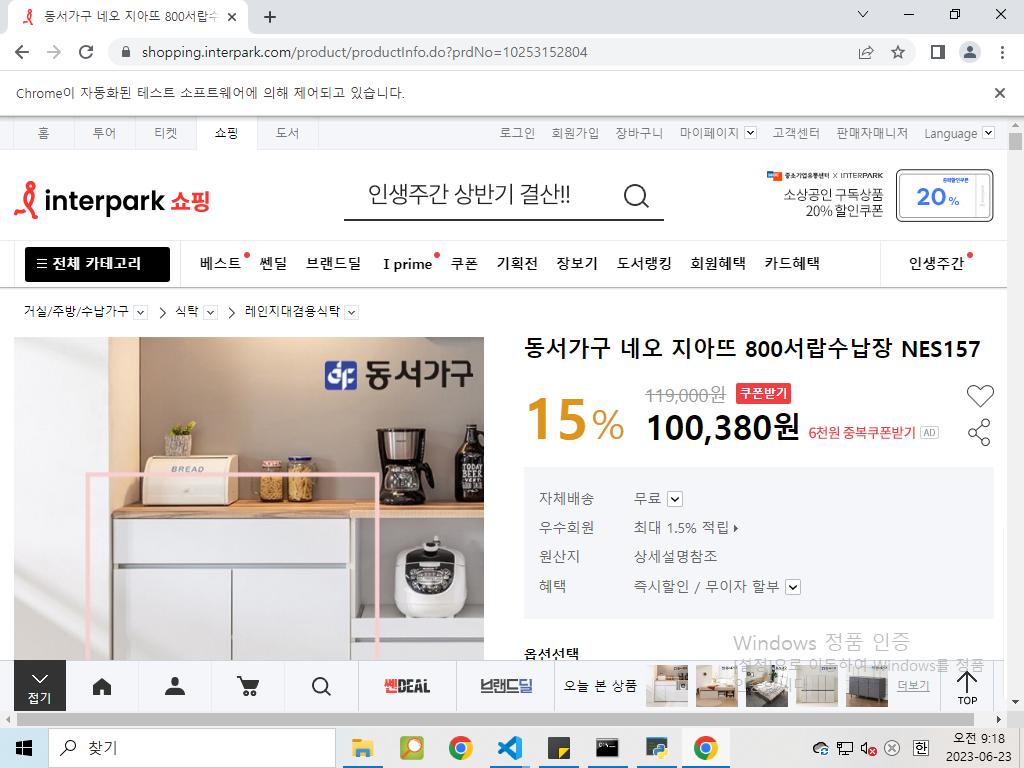 동서가구 네오 지아뜨 800서랍수
shopping.interpark.com/product/productInfo.do?prdNo=10253152804
Chrome이 자동화된 테스트 소프트웨어에 의해 제어되고 있습니다.
홈 투어 티켓 쇼핑 도서 로그인 회원가입 장바구니 마이페이지 고객센터 판매자매니저 Language
interpark 쇼핑
인생주간 상반기 결산!!
중소기업유통센터 X INTERPARK
소상공인 구독상품
20% 할인쿠폰
중복할인쿠폰
20%
전체 카테고리 베스트 쎈딜 브랜드딜 I prime 쿠폰 기획전 장보기 도서랭킹 회원혜택 카드혜택 인생주간
거실/주방/수납가구 식탁 레인지대겸용식탁
동서가구
BREAD
TODAY
BEER
동서가구 네오 지아뜨 800서랍수납장 NES157
15%
119,000원 쿠폰받기
100,380원 6천원 중복쿠폰받기 AD
자체배송 무료
우수회원 최대 1.5% 적립
원산지 상세설명참조
혜택 즉시할인 / 무이자 할부
옵션선택
Windows 정품 인증
[설정]으로 이동하여 Windows를 정품
접기
쎈DEAL
브랜드딜
오늘 본 상품
더보기
TOP
찾기
한
오전 9:18
2023-06-23